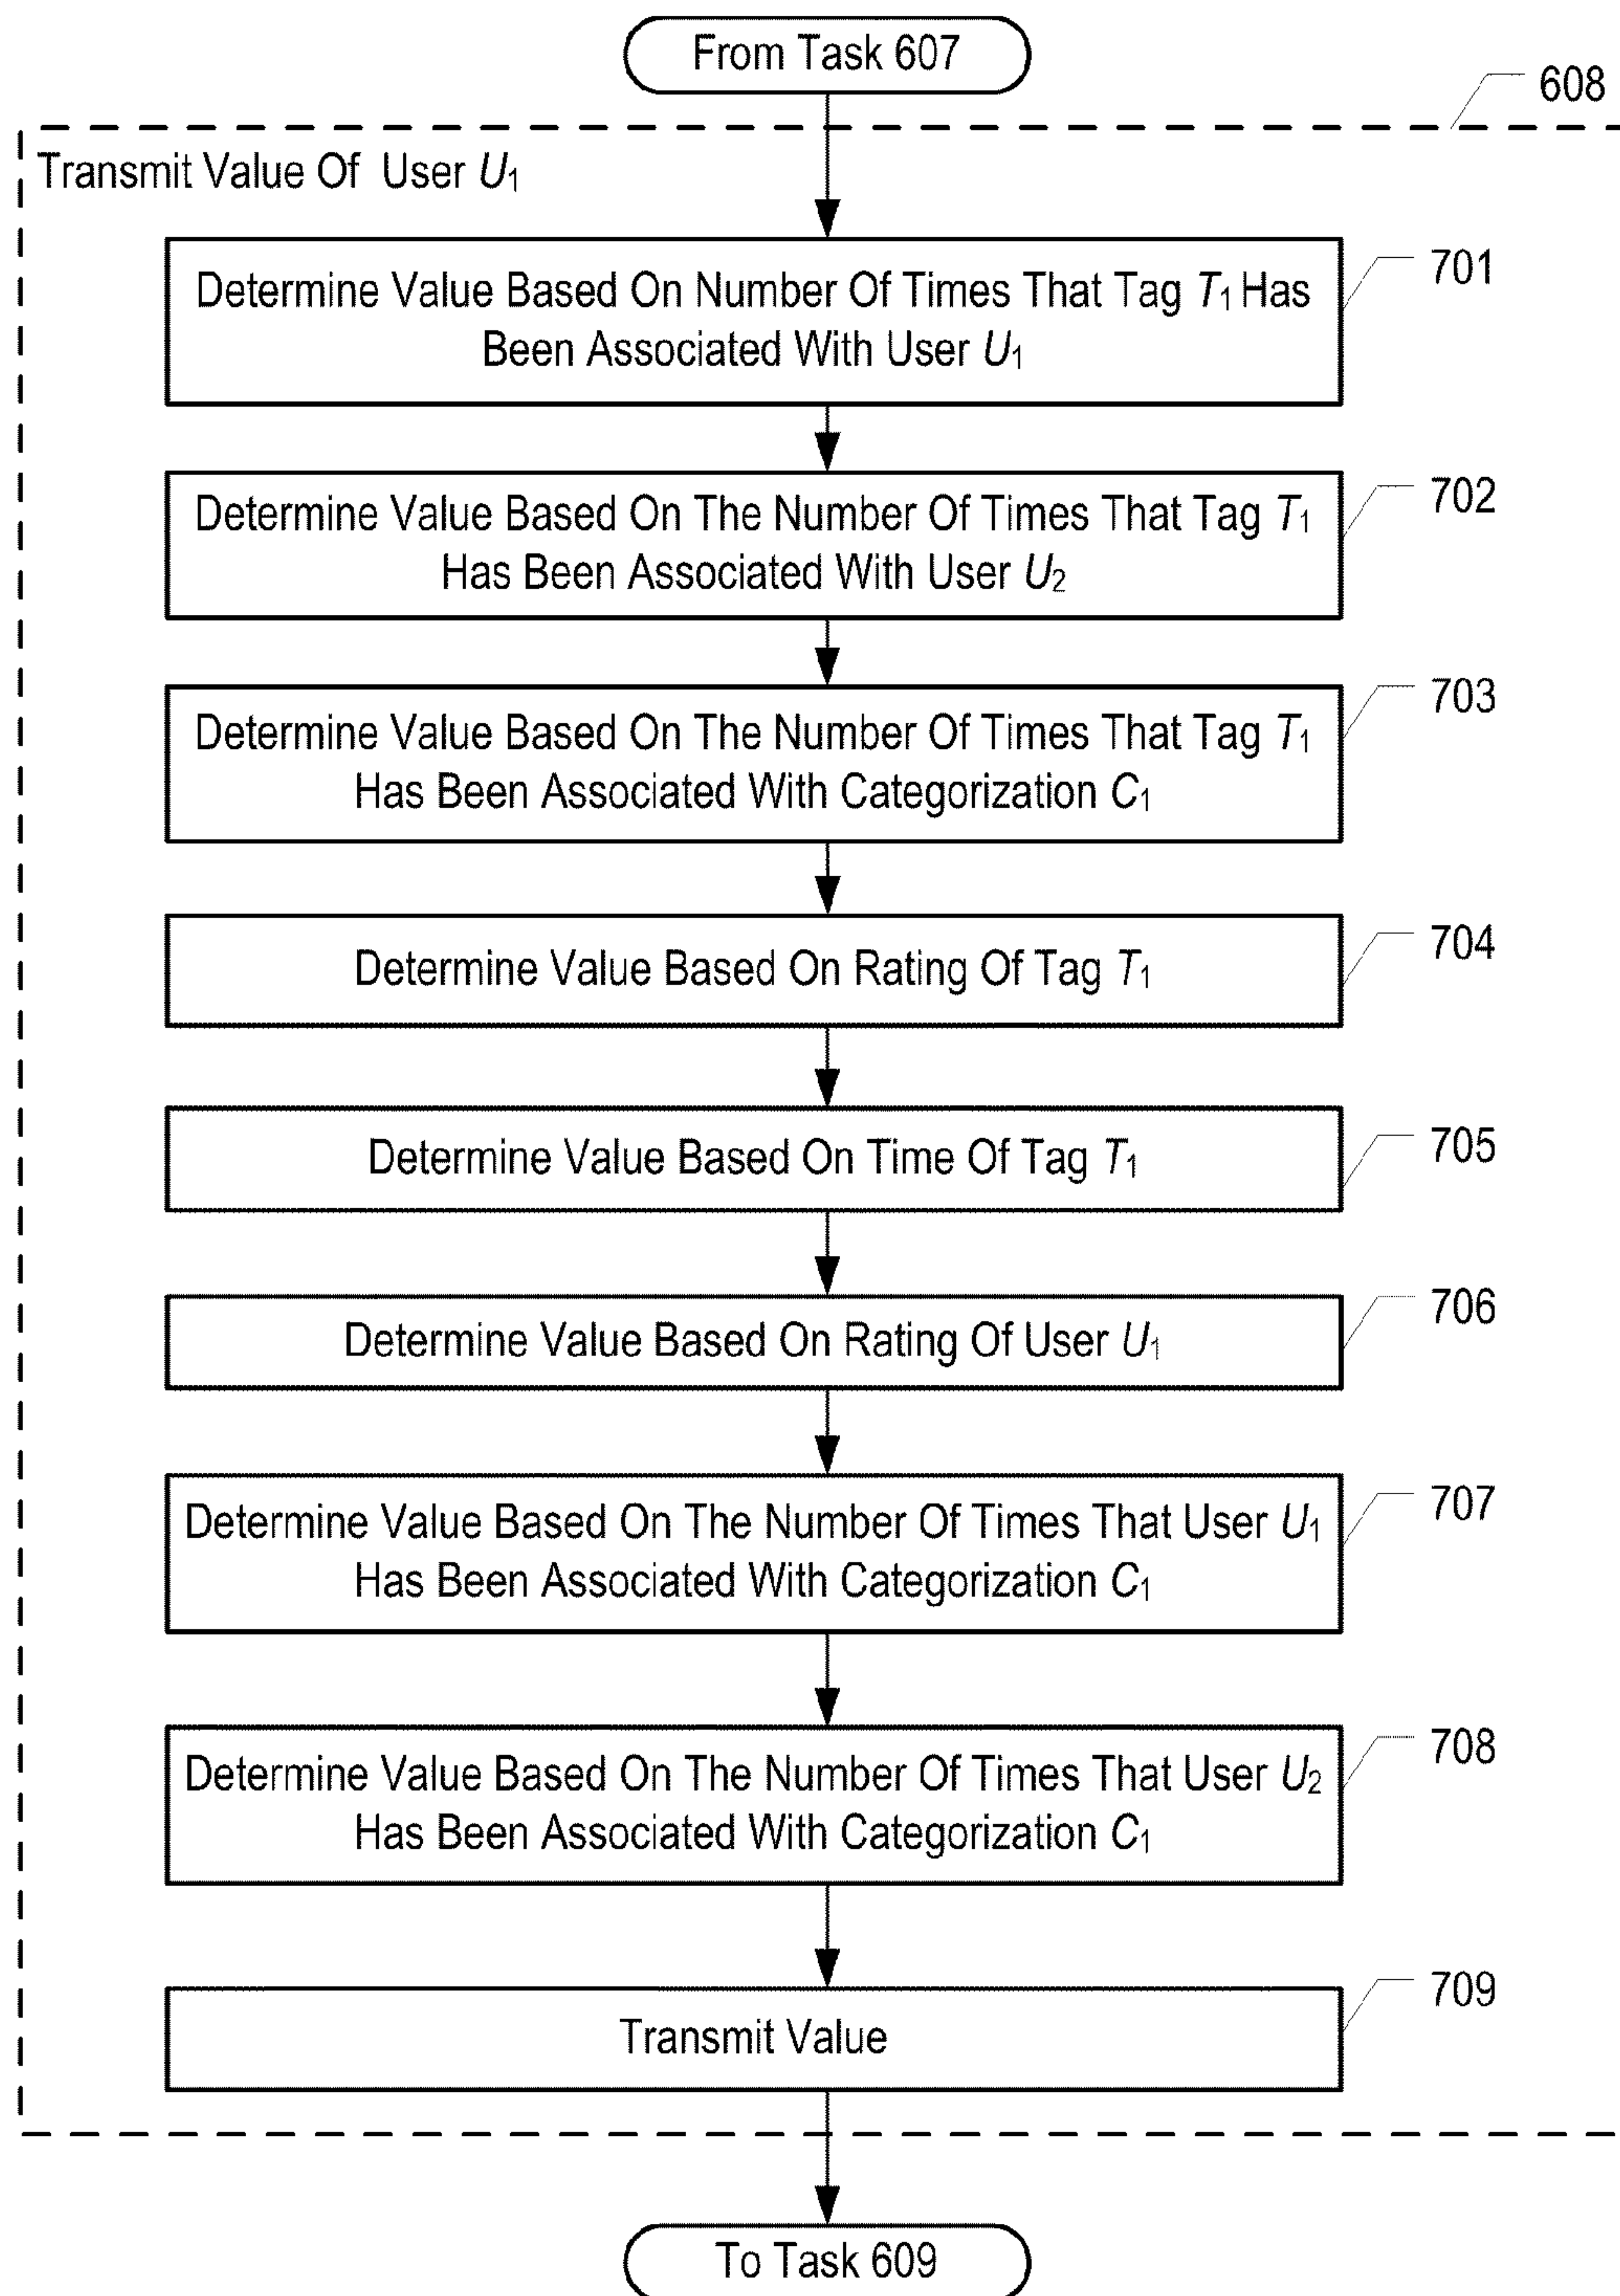 From Task 607
608
Transmit Value Of User U1
Determine Value Based On Number Of Times That Tag T1 Has
Been Associated With User U1
701
Determine Value Based On The Number Of Times That Tag T1
Has Been Associated With User U2
702
Determine Value Based On The Number Of Times That Tag T1
Has Been Associated With Categorization C1
703
Determine Value Based On Rating Of Tag T1
704
Determine Value Based On Time Of Tag T1
705
Determine Value Based On Rating Of User U1
706
Determine Value Based On The Number Of Times That User U1
Has Been Associated With Categorization C1
707
Determine Value Based On The Number Of Times That User U2
Has Been Associated With Categorization C1
708
Transmit Value
709
To Task 609